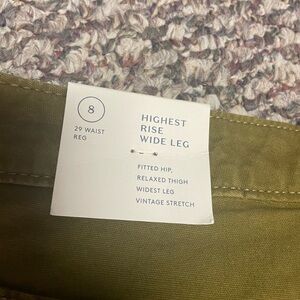 8
29 WAIST
REG
HIGHEST
RISE
WIDE LEG
FITTED HIP,
RELAXED THIGH
WIDEST LEG
VINTAGE STRETCH